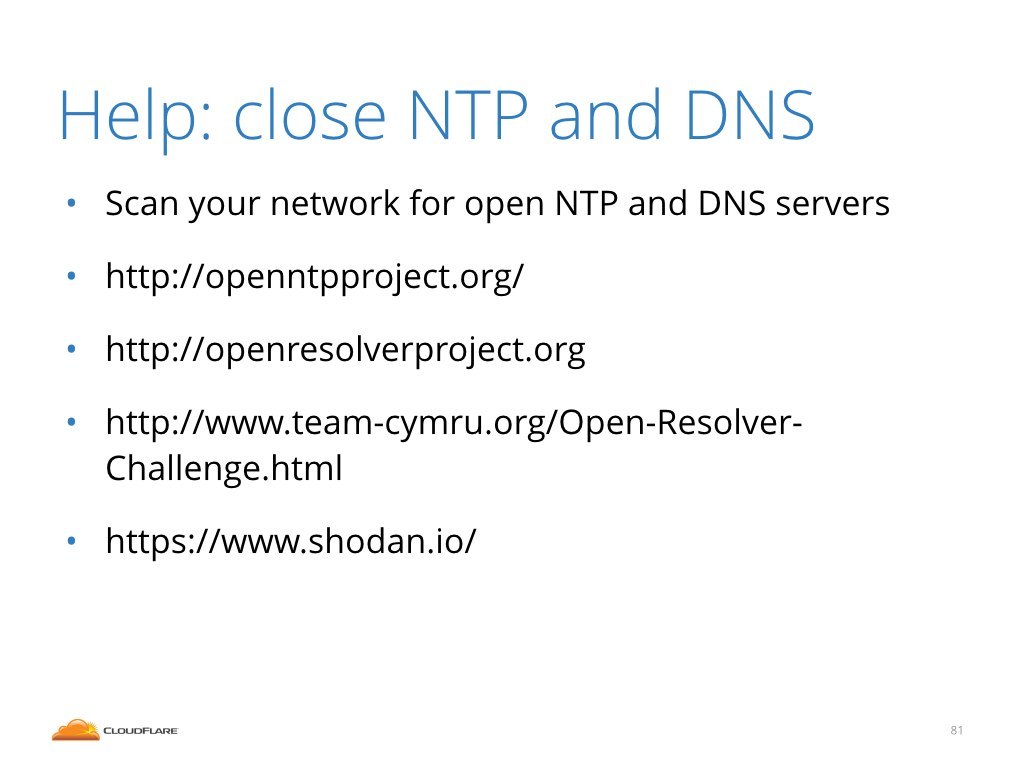 Help: close NTP and DNS
• Scan your network for open NTP and DNS servers
• http://openntpproject.org/
• http://openresolverproject.org
• http://www.team-cymru.org/Open-Resolver-
Challenge.html
• https://www.shodan.io/
CLOUDFLARE
81